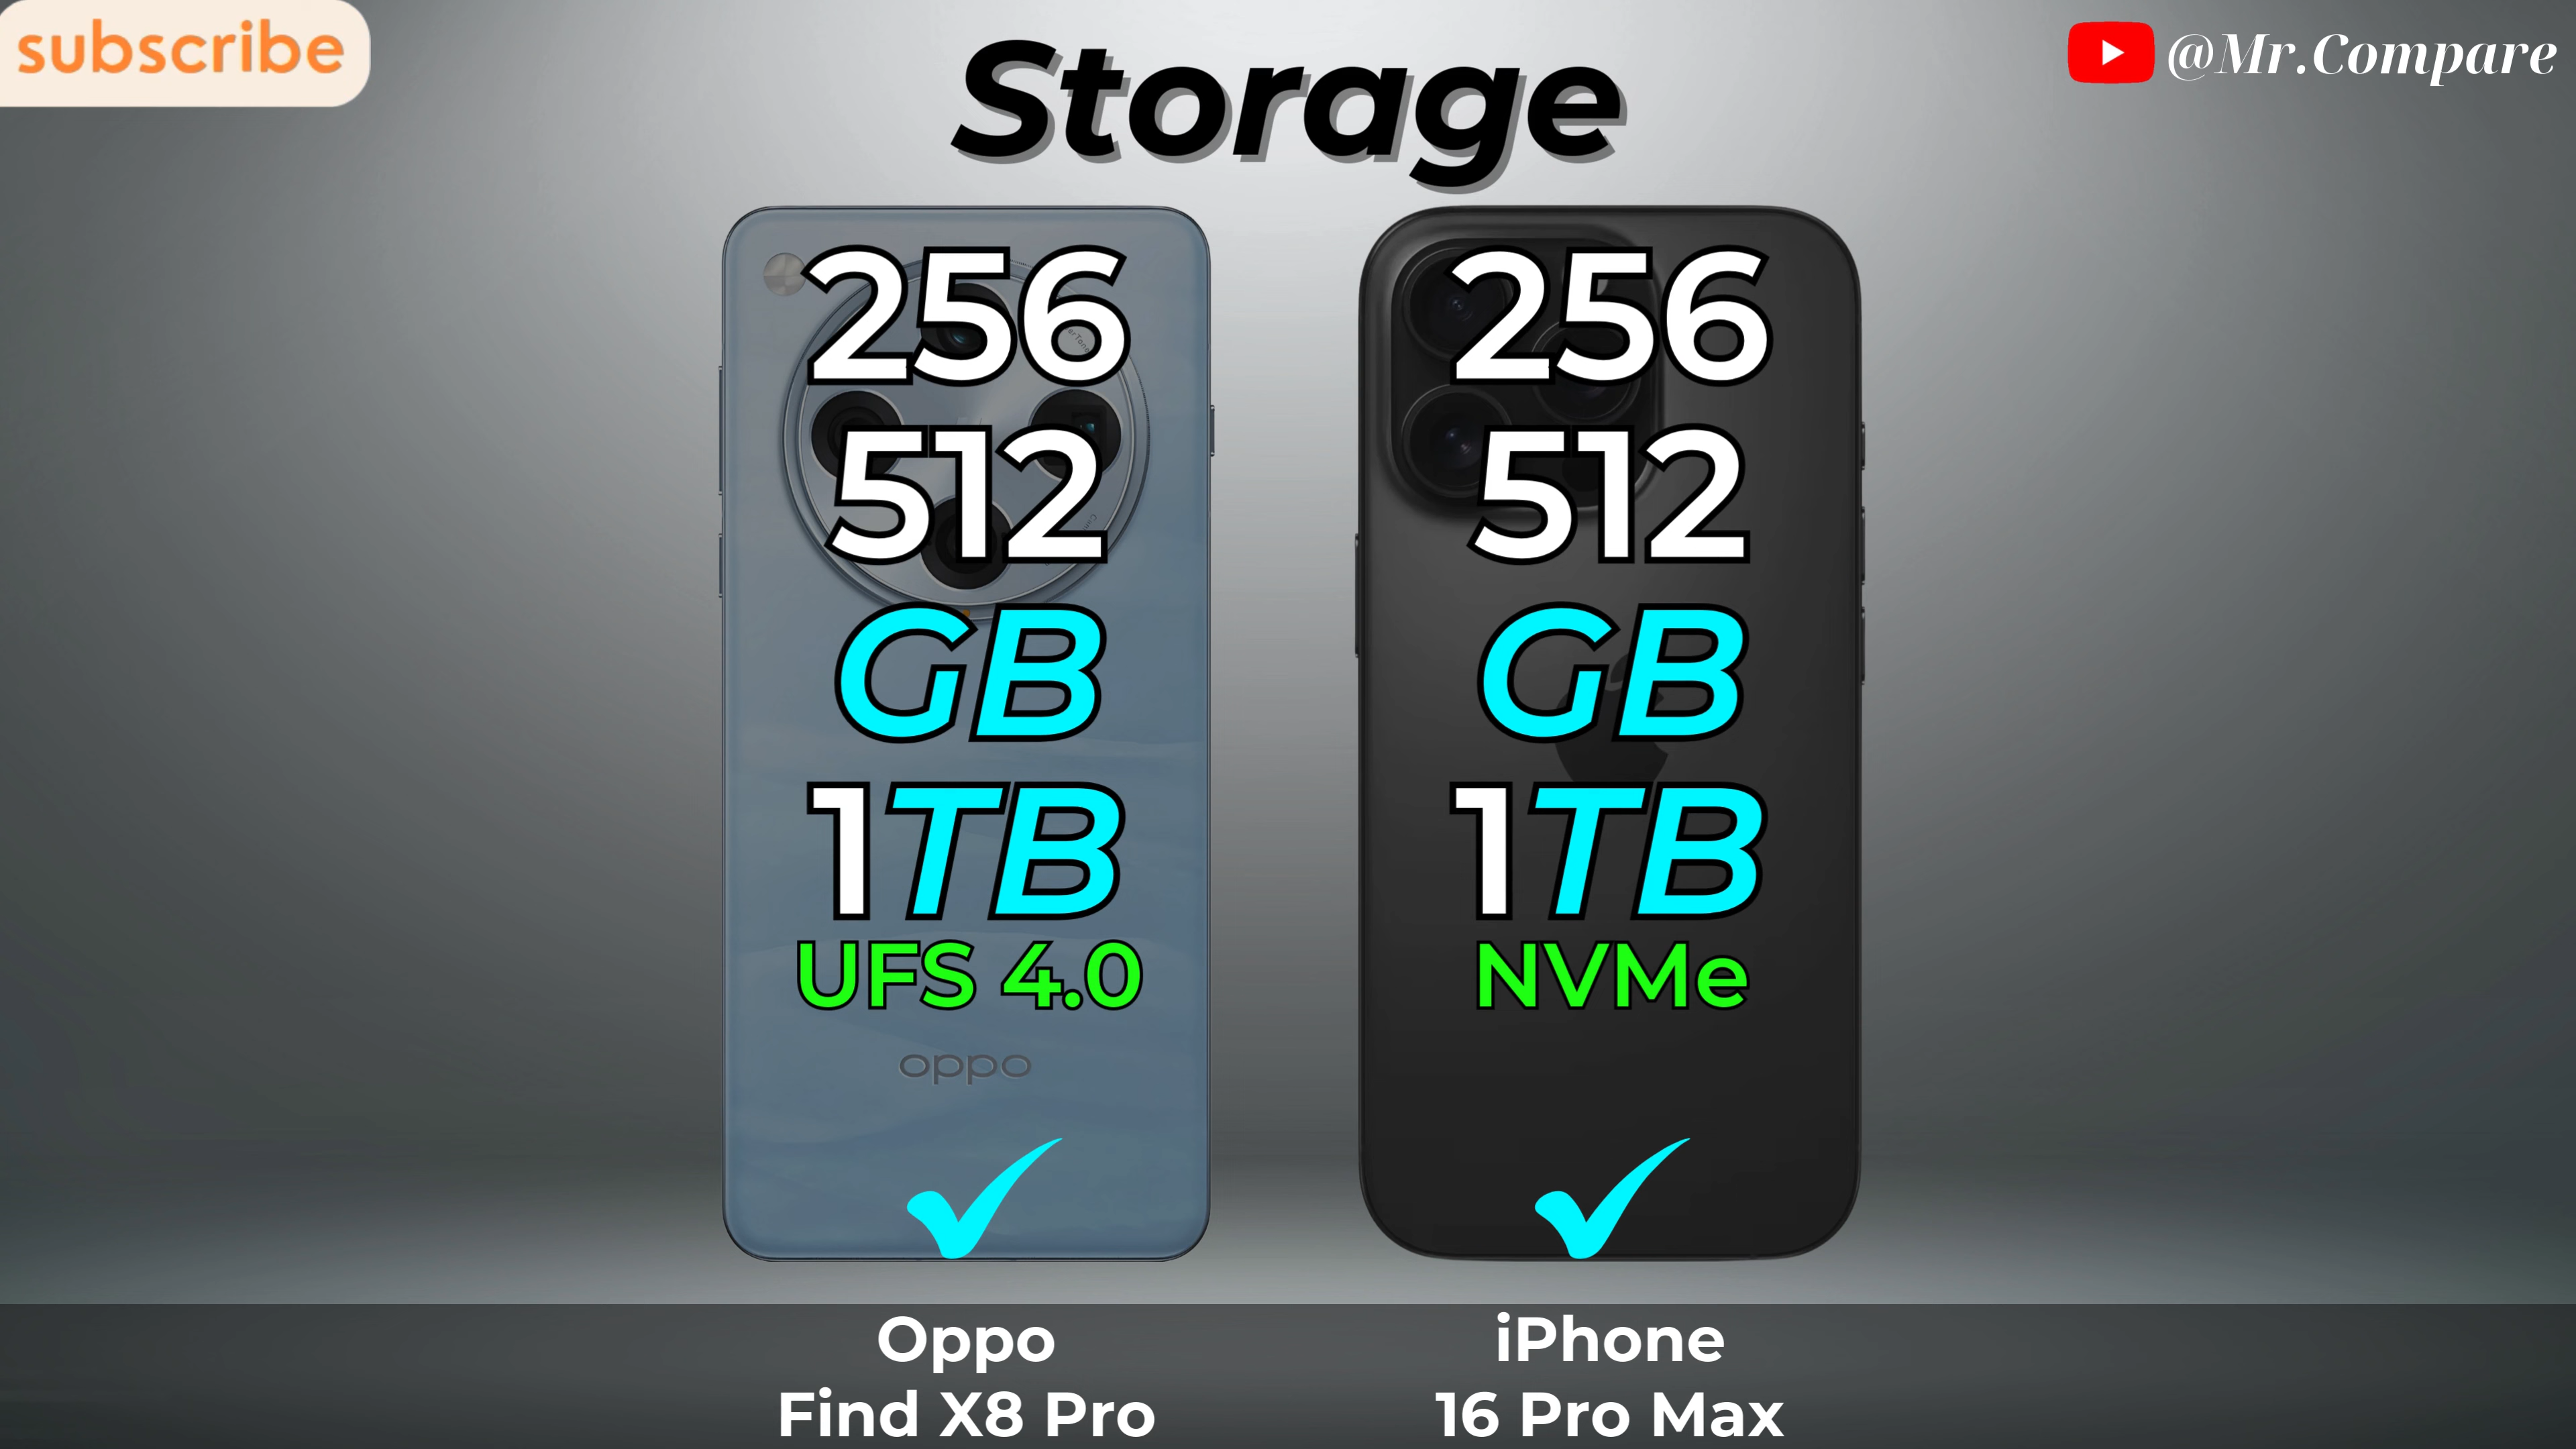 subscribe
@Mr.Compare
Storage
256
512
GB
1TB
UFS 4.0
oppo
256
512
GB
1TB
NVMe
Oppo
Find X8 Pro
iPhone
16 Pro Max